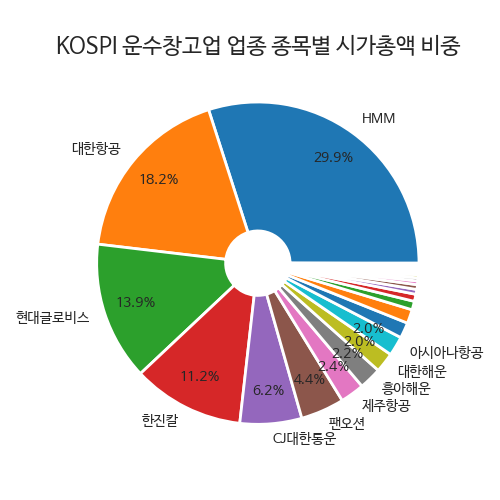 KOSPI 운수창고업 업종 종목별 시가총액 비중
HMM
29.9%
대한항공
18.2%
현대글로비스
13.9%
한진칼
11.2%
CJ대한통운
6.2%
팬오션
4.4%
제주항공
2.4%
흥아해운
2.2%
대한해운
2.0%
아시아나항공
2.0%